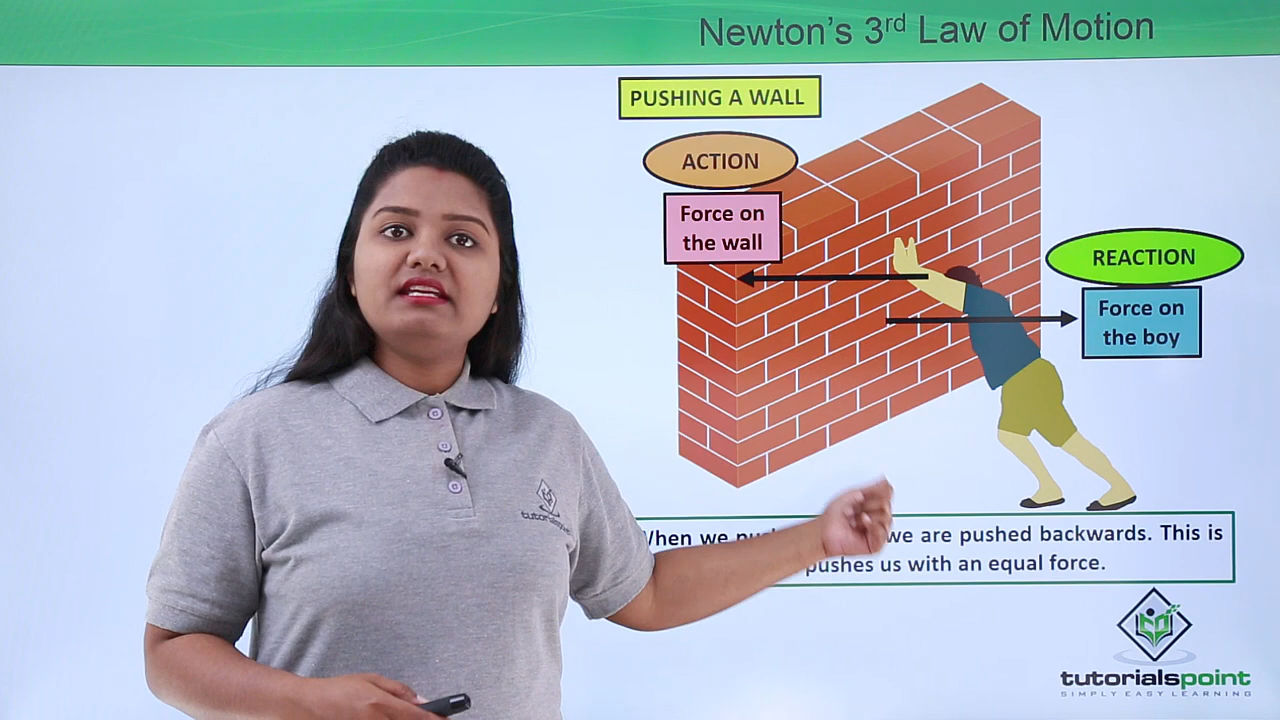 Newton's 3rd Law of Motion
PUSHING A WALL
ACTION
Force on
the wall
REACTION
Force on
the boy
When we we are pushed backwards. This is
pushes us with an equal force.
tutorialspoint
SIMPLY EASY LEARNING